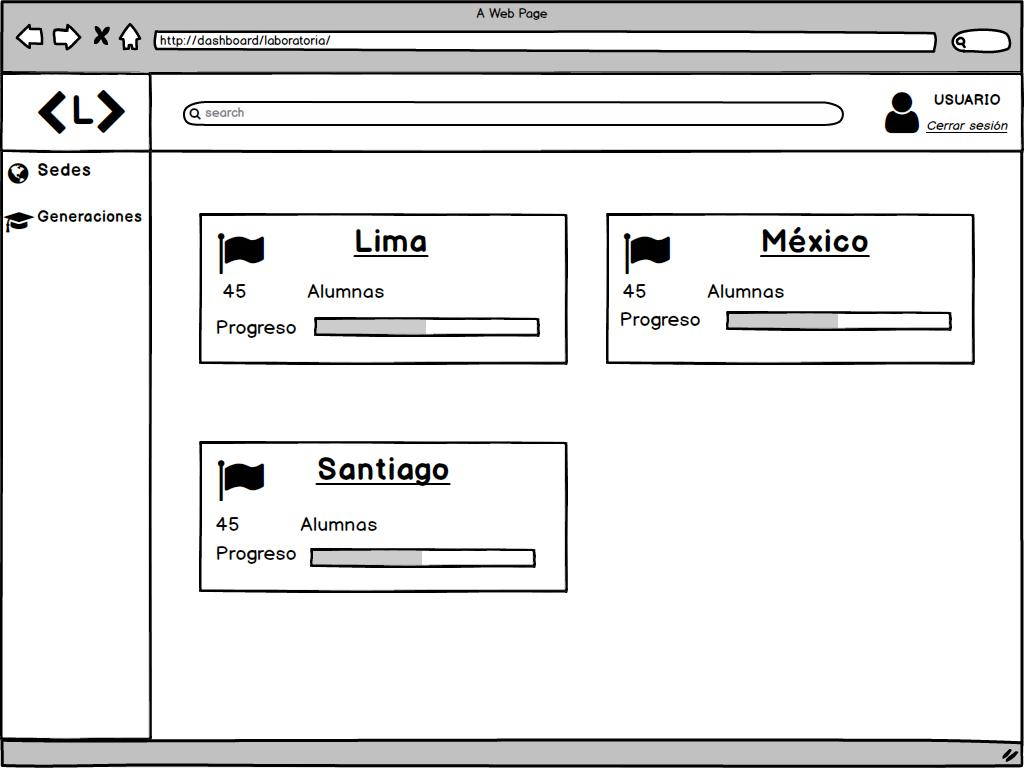 A Web Page
http://dashboard/laboratoria/
<L>
search
USUARIO
Cerrar sesión
Sedes
Generaciones
Lima
45 Alumnas
Progreso
México
45 Alumnas
Progreso
Santiago
45 Alumnas
Progreso